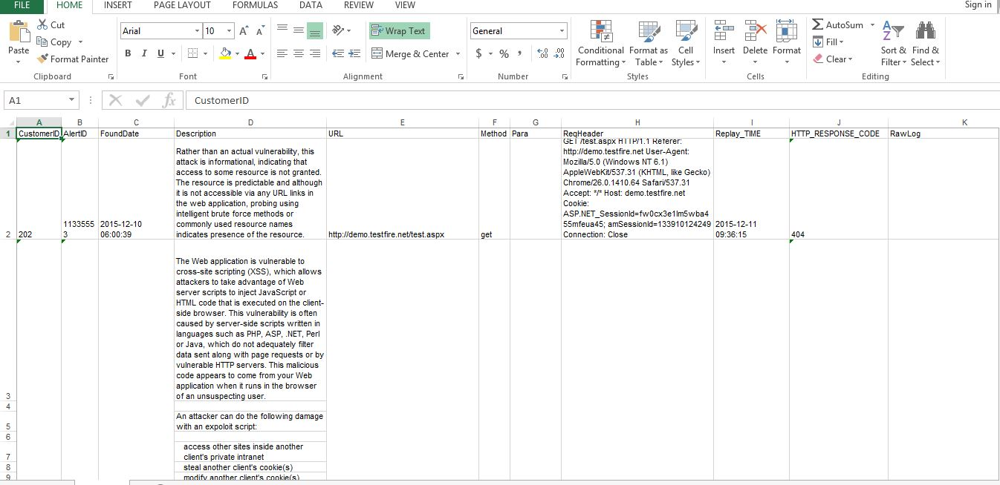 FILE HOME INSERT PAGE LAYOUT FORMULAS DATA REVIEW VIEW Sign in
Paste
Cut
Copy
Format Painter
Clipboard
Arial 10 A A
B I U A
Font
Wrap Text
Merge & Center
Alignment
General
$ % , .00 .0
Number
Conditional Formatting
Format as Table
Cell Styles
Styles
Insert Delete Format
Cells
AutoSum
Fill
Clear
Sort & Filter
Find & Select
Editing
A1 fx CustomerID
A B C D E F G H I J K
1 CustomerID AlertID FoundDate Description URL Method Para ReqHeader Replay_TIME HTTP_RESPONSE_CODE RawLog
2
202
1133555
3
2015-12-10
06:00:39
Rather than an actual vulnerability, this
attack is informational, indicating that
access to some resource is not granted.
The resource is predictable and although
it is not accessible via any URL links in
the web application, probing using
intelligent brute force methods or
commonly used resource names
indicates presence of the resource.
http://demo.testfire.net/test.aspx
get
GET /test.aspx HTTP/1.1 Referer:
http://demo.testfire.net User-Agent:
Mozilla/5.0 (Windows NT 6.1)
AppleWebKit/537.31 (KHTML, like Gecko)
Chrome/26.0.1410.64 Safari/537.31
Accept: */* Host: demo.testfire.net
Cookie:
ASP.NET_SessionId=fw0cx3e1lm5wba4
55mfeua45; amSessionId=133910124249
Connection: Close
2015-12-11
09:36:15
404
3
The Web application is vulnerable to
cross-site scripting (XSS), which allows
attackers to take advantage of Web
server scripts to inject JavaScript or
HTML code that is executed on the client-
side browser. This vulnerability is often
caused by server-side scripts written in
languages such as PHP, ASP, .NET, Perl
or Java, which do not adequately filter
data sent along with page requests or by
vulnerable HTTP servers. This malicious
code appears to come from your Web
application when it runs in the browser
of an unsuspecting user.
4
5
An attacker can do the following damage
with an expoloit script:
6
7
access other sites inside another
client's private intranet
8 steal another client's cookie(s)
9 modify another client's cookie(s)